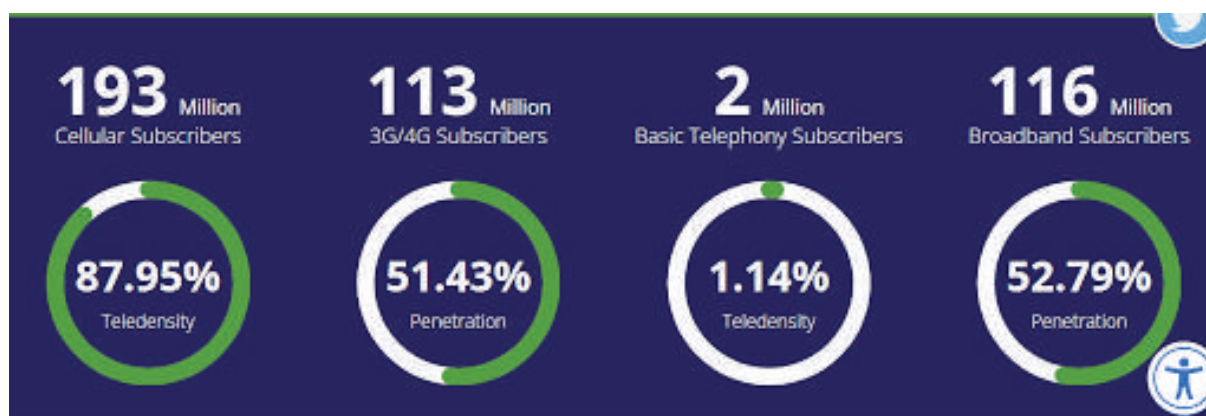 193 Million
Cellular Subscribers
87.95%
Teledensity
113 Million
3G/4G Subscribers
51.43%
Penetration
2 Million
Basic Telephony Subscribers
1.14%
Teledensity
116 Million
Broadband Subscribers
52.79%
Penetration